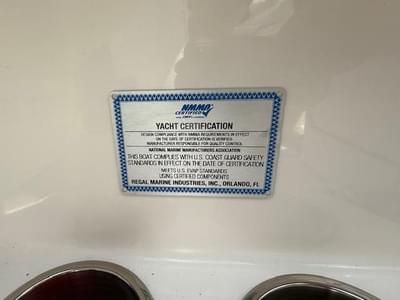 NMMA
CERTIFIED
YACHT CERTIFICATION
DESIGN COMPLIANCE WITH NMMA REQUIREMENTS IN EFFECT
ON THE DATE OF CERTIFICATION IS VERIFIED.
MANUFACTURER RESPONSIBLE FOR QUALITY CONTROL
NATIONAL MARINE MANUFACTURERS ASSOCIATION
THIS BOAT COMPLIES WITH U.S. COAST GUARD SAFETY
STANDARDS IN EFFECT ON THE DATE OF CERTIFICATION
MEETS U.S. EVAP STANDARDS
USING CERTIFIED COMPONENTS
REGAL MARINE INDUSTRIES, INC., ORLANDO, FL